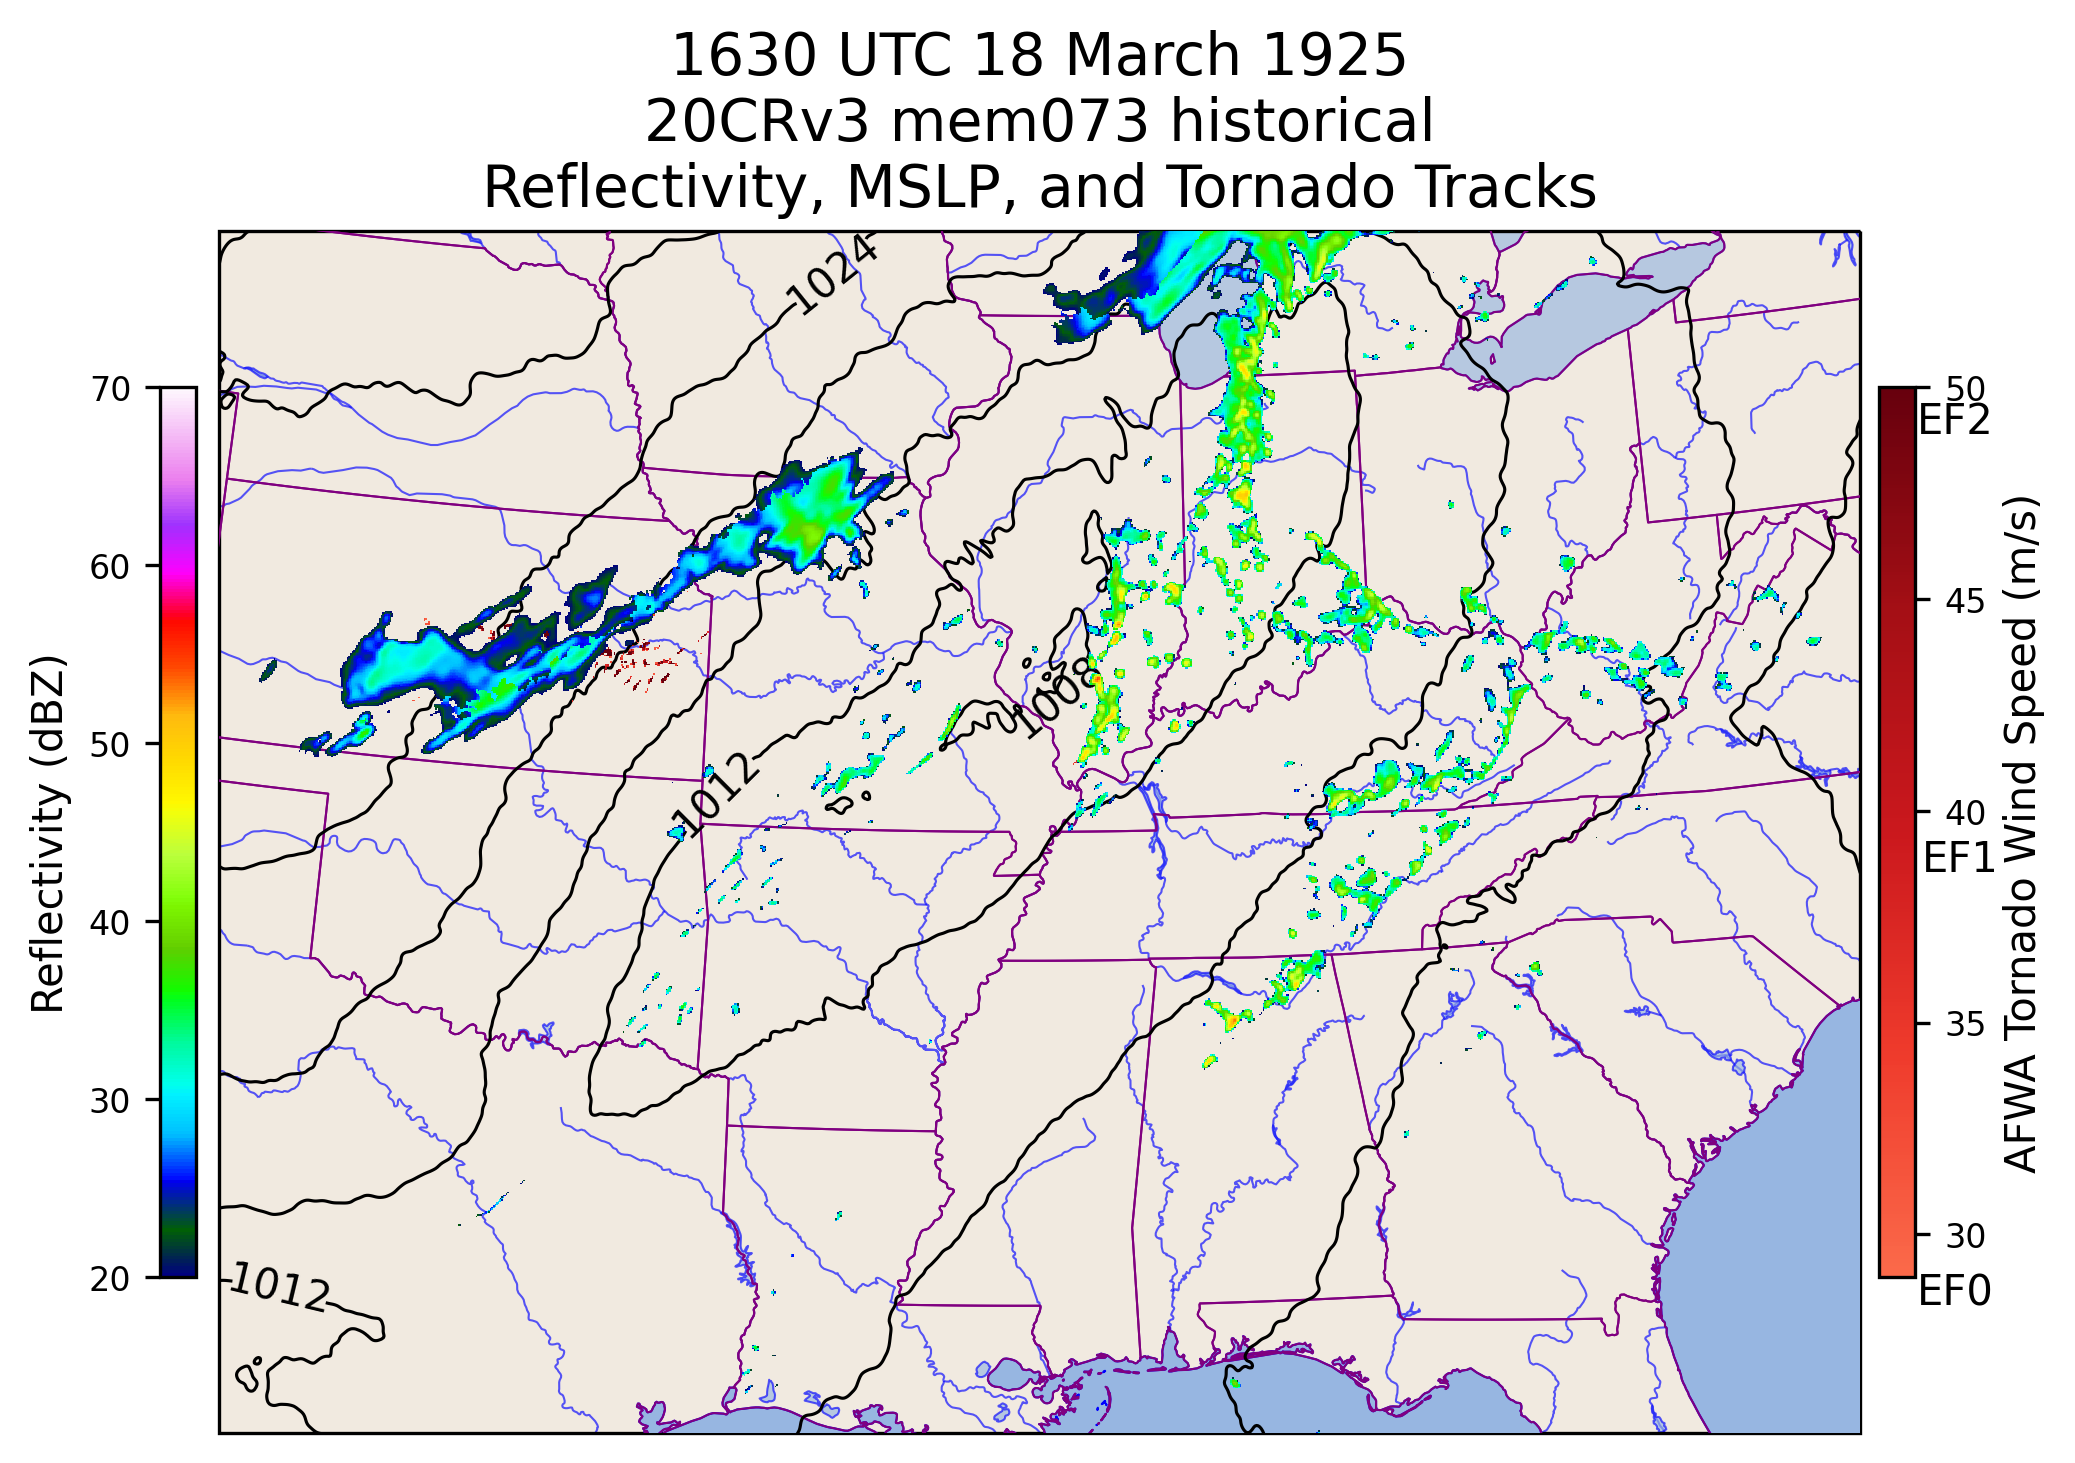 1630 UTC 18 March 1925
20CRv3 mem073 historical
Reflectivity, MSLP, and Tornado Tracks
1024
1008
1012
1012
70
60
50
40
30
20
Reflectivity (dBZ)
50
EF2
45
40
EF1
35
30
EF0
AFWA Tornado Wind Speed (m/s)